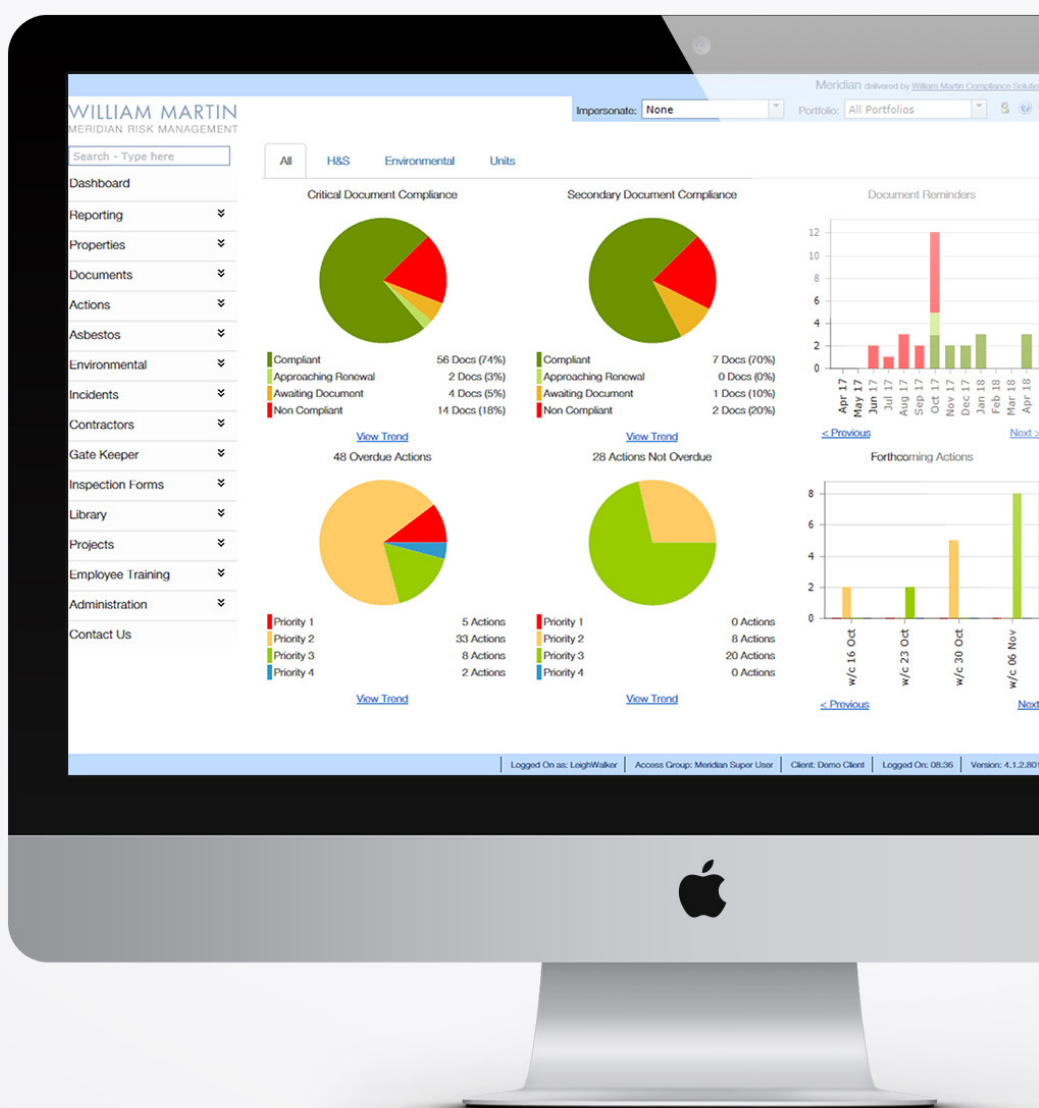 Meridian delivered by William Martin Compliance
WILLIAM MARTIN
MERIDIAN RISK MANAGEMENT
Impersonate: None
Portfolio: All Portfolios
Search - Type here
All H&S Environmental Units
Dashboard
Reporting
Properties
Documents
Actions
Asbestos
Environmental
Incidents
Contractors
Gate Keeper
Inspection Forms
Library
Projects
Employee Training
Administration
Contact Us
Critical Document Compliance
Compliant 56 Docs (74%)
Approaching Renewal 2 Docs (3%)
Awaiting Document 4 Docs (5%)
Non Compliant 14 Docs (18%)
View Trend
Secondary Document Compliance
Compliant 7 Docs (70%)
Approaching Renewal 0 Docs (0%)
Awaiting Document 1 Docs (10%)
Non Compliant 2 Docs (20%)
View Trend
Document Reminders
12
10
8
6
4
2
0
Apr 17
May 17
Jun 17
Jul 17
Aug 17
Sep 17
Oct 17
Nov 17
Dec 17
Jan 18
Feb 18
Mar 18
Apr 18
< Previous Next >
48 Overdue Actions
Priority 1 5 Actions
Priority 2 33 Actions
Priority 3 8 Actions
Priority 4 2 Actions
View Trend
28 Actions Not Overdue
Priority 1 0 Actions
Priority 2 8 Actions
Priority 3 20 Actions
Priority 4 0 Actions
View Trend
Forthcoming Actions
8
6
4
2
0
w/c 16 Oct
w/c 23 Oct
w/c 30 Oct
w/c 06 Nov
< Previous Next
Logged On as: LeighWalker Access Group: Meridian Super User Client: Demo Client Logged On: 08:36 Version: 4.1.2.801